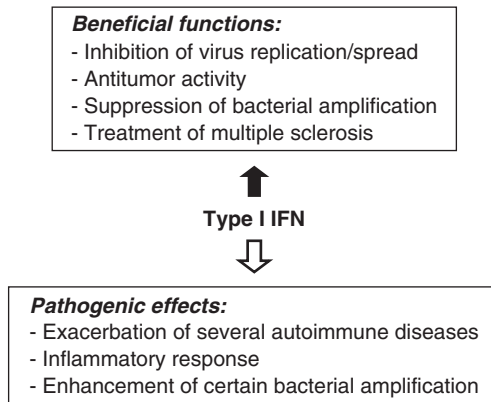 Beneficial functions:
- Inhibition of virus replication/spread
- Antitumor activity
- Suppression of bacterial amplification
- Treatment of multiple sclerosis
Type I IFN
Pathogenic effects:
- Exacerbation of several autoimmune diseases
- Inflammatory response
- Enhancement of certain bacterial amplification